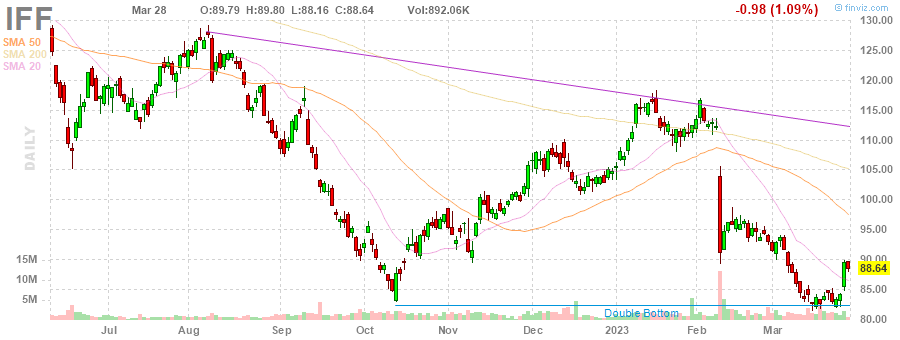 IFF Mar 28 O:89.79 H:89.80 L:88.16 C:88.64 Vol:892.06K -0.98 (1.09%) © finviz.com
SMA 50
SMA 200
SMA 20
DAILY
130.00
125.00
120.00
115.00
110.00
105.00
100.00
95.00
15M 90.00
88.64
10M
5M 85.00
Double Bottom
80.00
Jul Aug Sep Oct Nov Dec 2023 Feb Mar